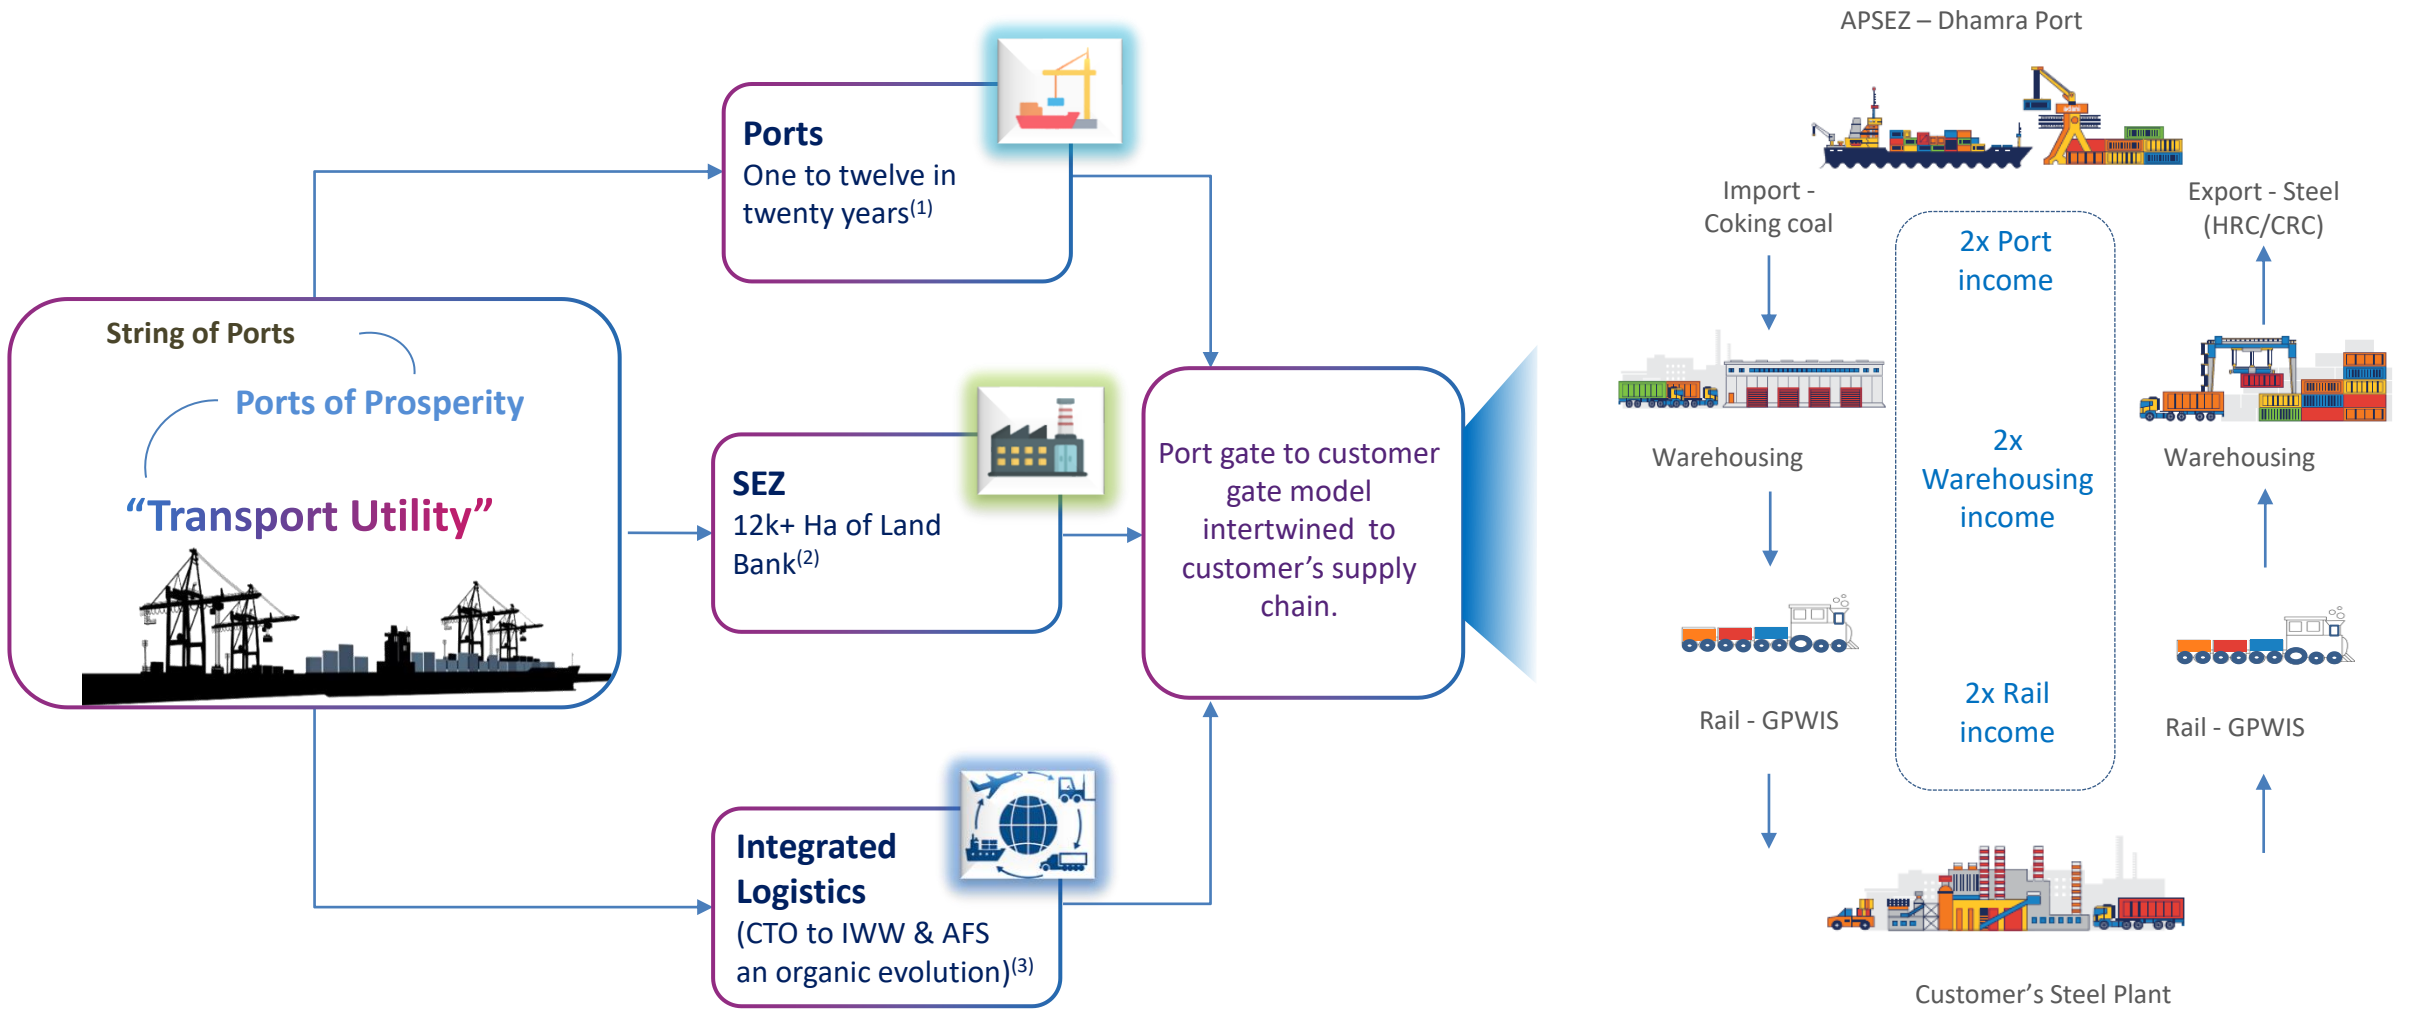 String of Ports
Ports of Prosperity
“Transport Utility”
Ports
One to twelve in
twenty years(1)
SEZ
12k+ Ha of Land
Bank(2)
Integrated
Logistics
(CTO to IWW & AFS
an organic evolution)(3)
Port gate to customer
gate model
intertwined to
customer’s supply
chain.
APSEZ – Dhamra Port
adani
Import -
Coking coal
Export - Steel
(HRC/CRC)
2x Port
income
Warehousing
2x
Warehousing
income
Warehousing
Rail - GPWIS
2x Rail
income
Rail - GPWIS
Customer’s Steel Plant